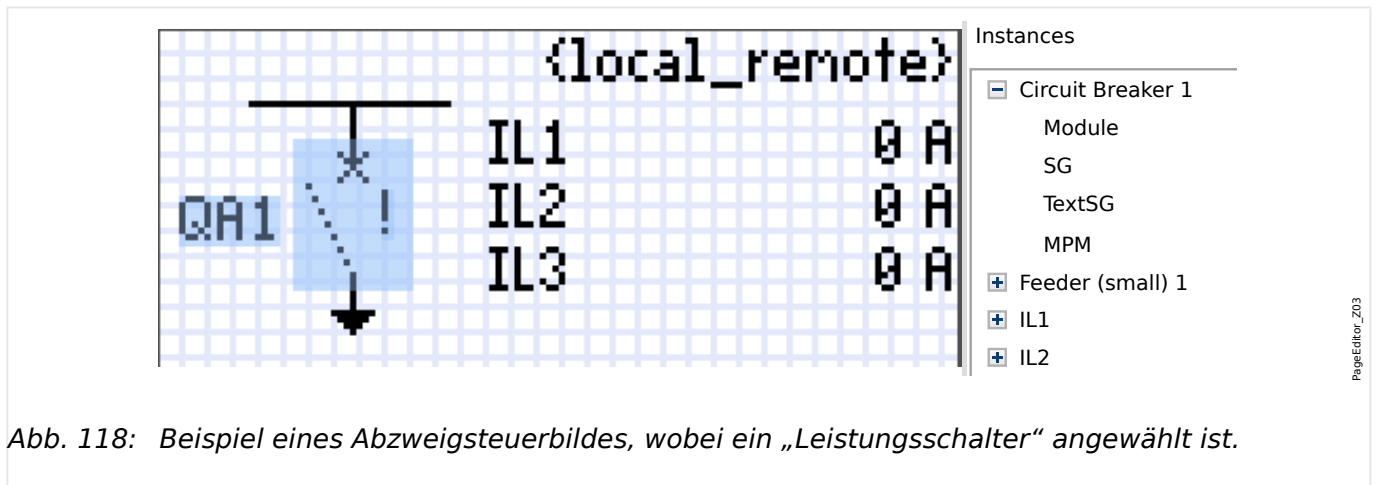 {local_remote}
IL1 0 A
IL2 0 A
IL3 0 A
QA1 !
Instances
Circuit Breaker 1
Module
SG
TextSG
MPM
Feeder (small) 1
IL1
IL2
PageEditor_Z03
Abb. 118: Beispiel eines Abzweigsteuerbildes, wobei ein „Leistungsschalter“ angewählt ist.